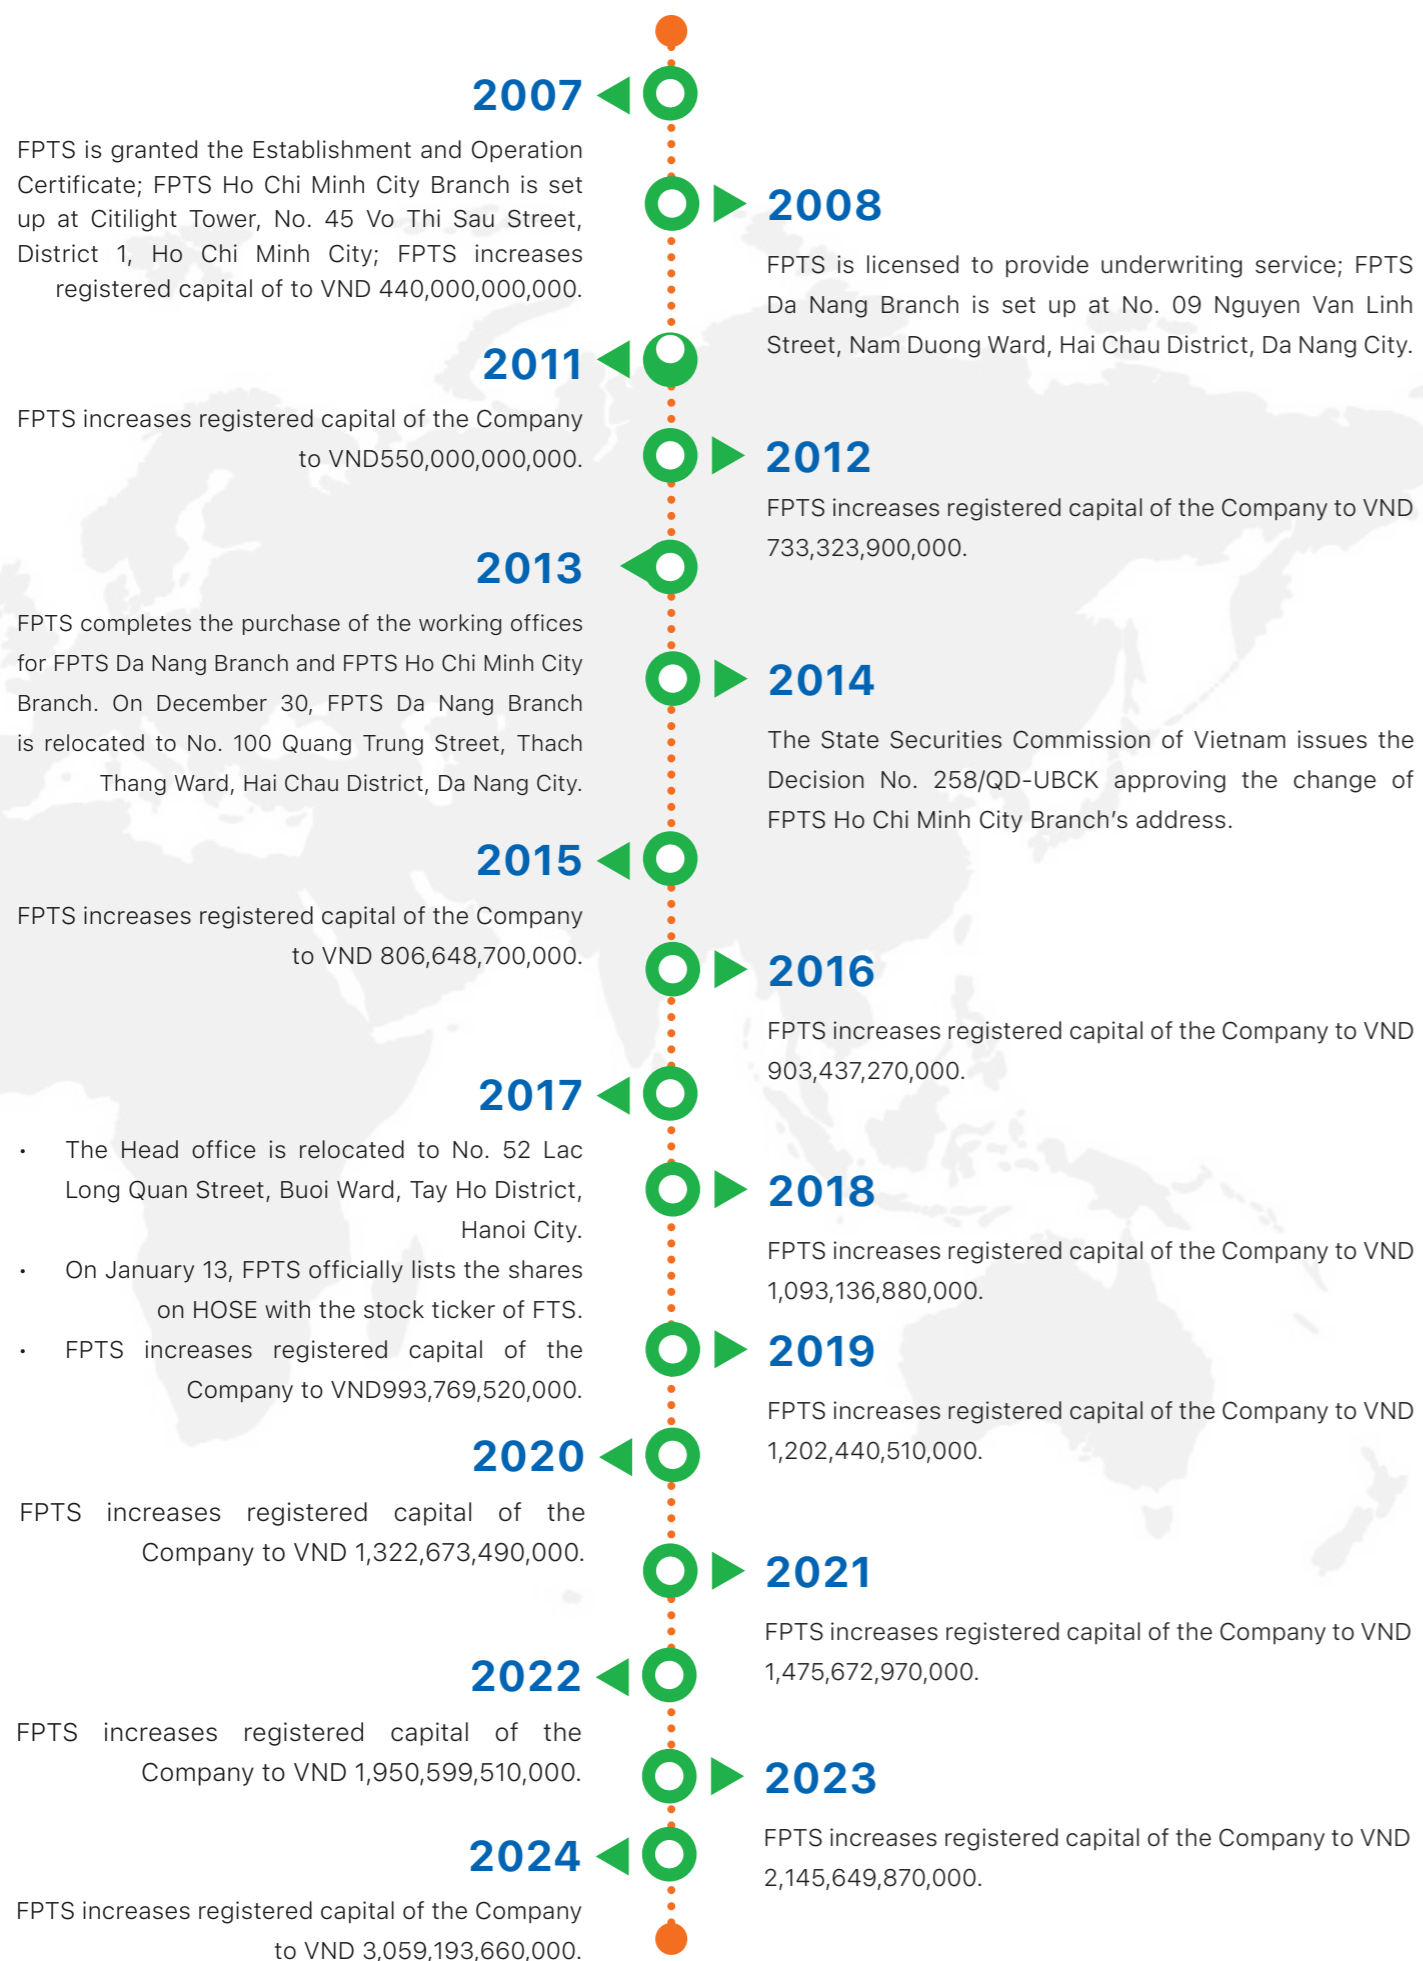 2007
FPTS is granted the Establishment and Operation
Certificate; FPTS Ho Chi Minh City Branch is set
up at Citilight Tower, No. 45 Vo Thi Sau Street,
District 1, Ho Chi Minh City; FPTS increases
registered capital of to VND 440,000,000,000.
2008
FPTS is licensed to provide underwriting service; FPTS
Da Nang Branch is set up at No. 09 Nguyen Van Linh
Street, Nam Duong Ward, Hai Chau District, Da Nang City.
2011
FPTS increases registered capital of the Company
to VND550,000,000,000.
2012
FPTS increases registered capital of the Company to VND
733,323,900,000.
2013
FPTS completes the purchase of the working offices
for FPTS Da Nang Branch and FPTS Ho Chi Minh City
Branch. On December 30, FPTS Da Nang Branch
is relocated to No. 100 Quang Trung Street, Thach
Thang Ward, Hai Chau District, Da Nang City.
2014
The State Securities Commission of Vietnam issues the
Decision No. 258/QD-UBCK approving the change of
FPTS Ho Chi Minh City Branch's address.
2015
FPTS increases registered capital of the Company
to VND 806,648,700,000.
2016
FPTS increases registered capital of the Company to VND
903,437,270,000.
2017
• The Head office is relocated to No. 52 Lac
Long Quan Street, Buoi Ward, Tay Ho District,
Hanoi City.
• On January 13, FPTS officially lists the shares
on HOSE with the stock ticker of FTS.
• FPTS increases registered capital of the
Company to VND993,769,520,000.
2018
FPTS increases registered capital of the Company to VND
1,093,136,880,000.
2019
FPTS increases registered capital of the Company to VND
1,202,440,510,000.
2020
FPTS increases registered capital of the
Company to VND 1,322,673,490,000.
2021
FPTS increases registered capital of the Company to VND
1,475,672,970,000.
2022
FPTS increases registered capital of the
Company to VND 1,950,599,510,000.
2023
FPTS increases registered capital of the Company to VND
2,145,649,870,000.
2024
FPTS increases registered capital of the Company
to VND 3,059,193,660,000.